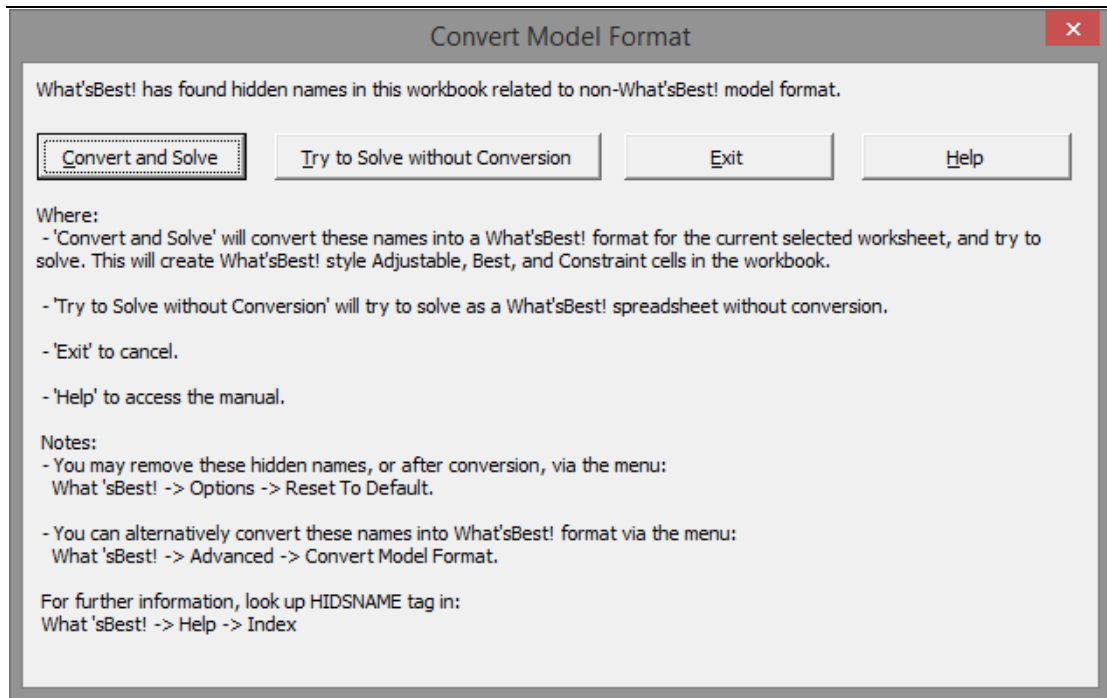 Convert Model Format
What'sBest! has found hidden names in this workbook related to non-What'sBest! model format.
Convert and Solve
Try to Solve without Conversion
Exit
Help
Where:
- 'Convert and Solve' will convert these names into a What'sBest! format for the current selected worksheet, and try to
solve. This will create What'sBest! style Adjustable, Best, and Constraint cells in the workbook.
- 'Try to Solve without Conversion' will try to solve as a What'sBest! spreadsheet without conversion.
- 'Exit' to cancel.
- 'Help' to access the manual.
Notes:
- You may remove these hidden names, or after conversion, via the menu:
What 'sBest! -> Options -> Reset To Default.
- You can alternatively convert these names into What'sBest! format via the menu:
What 'sBest! -> Advanced -> Convert Model Format.
For further information, look up HIDSNAME tag in:
What 'sBest! -> Help -> Index